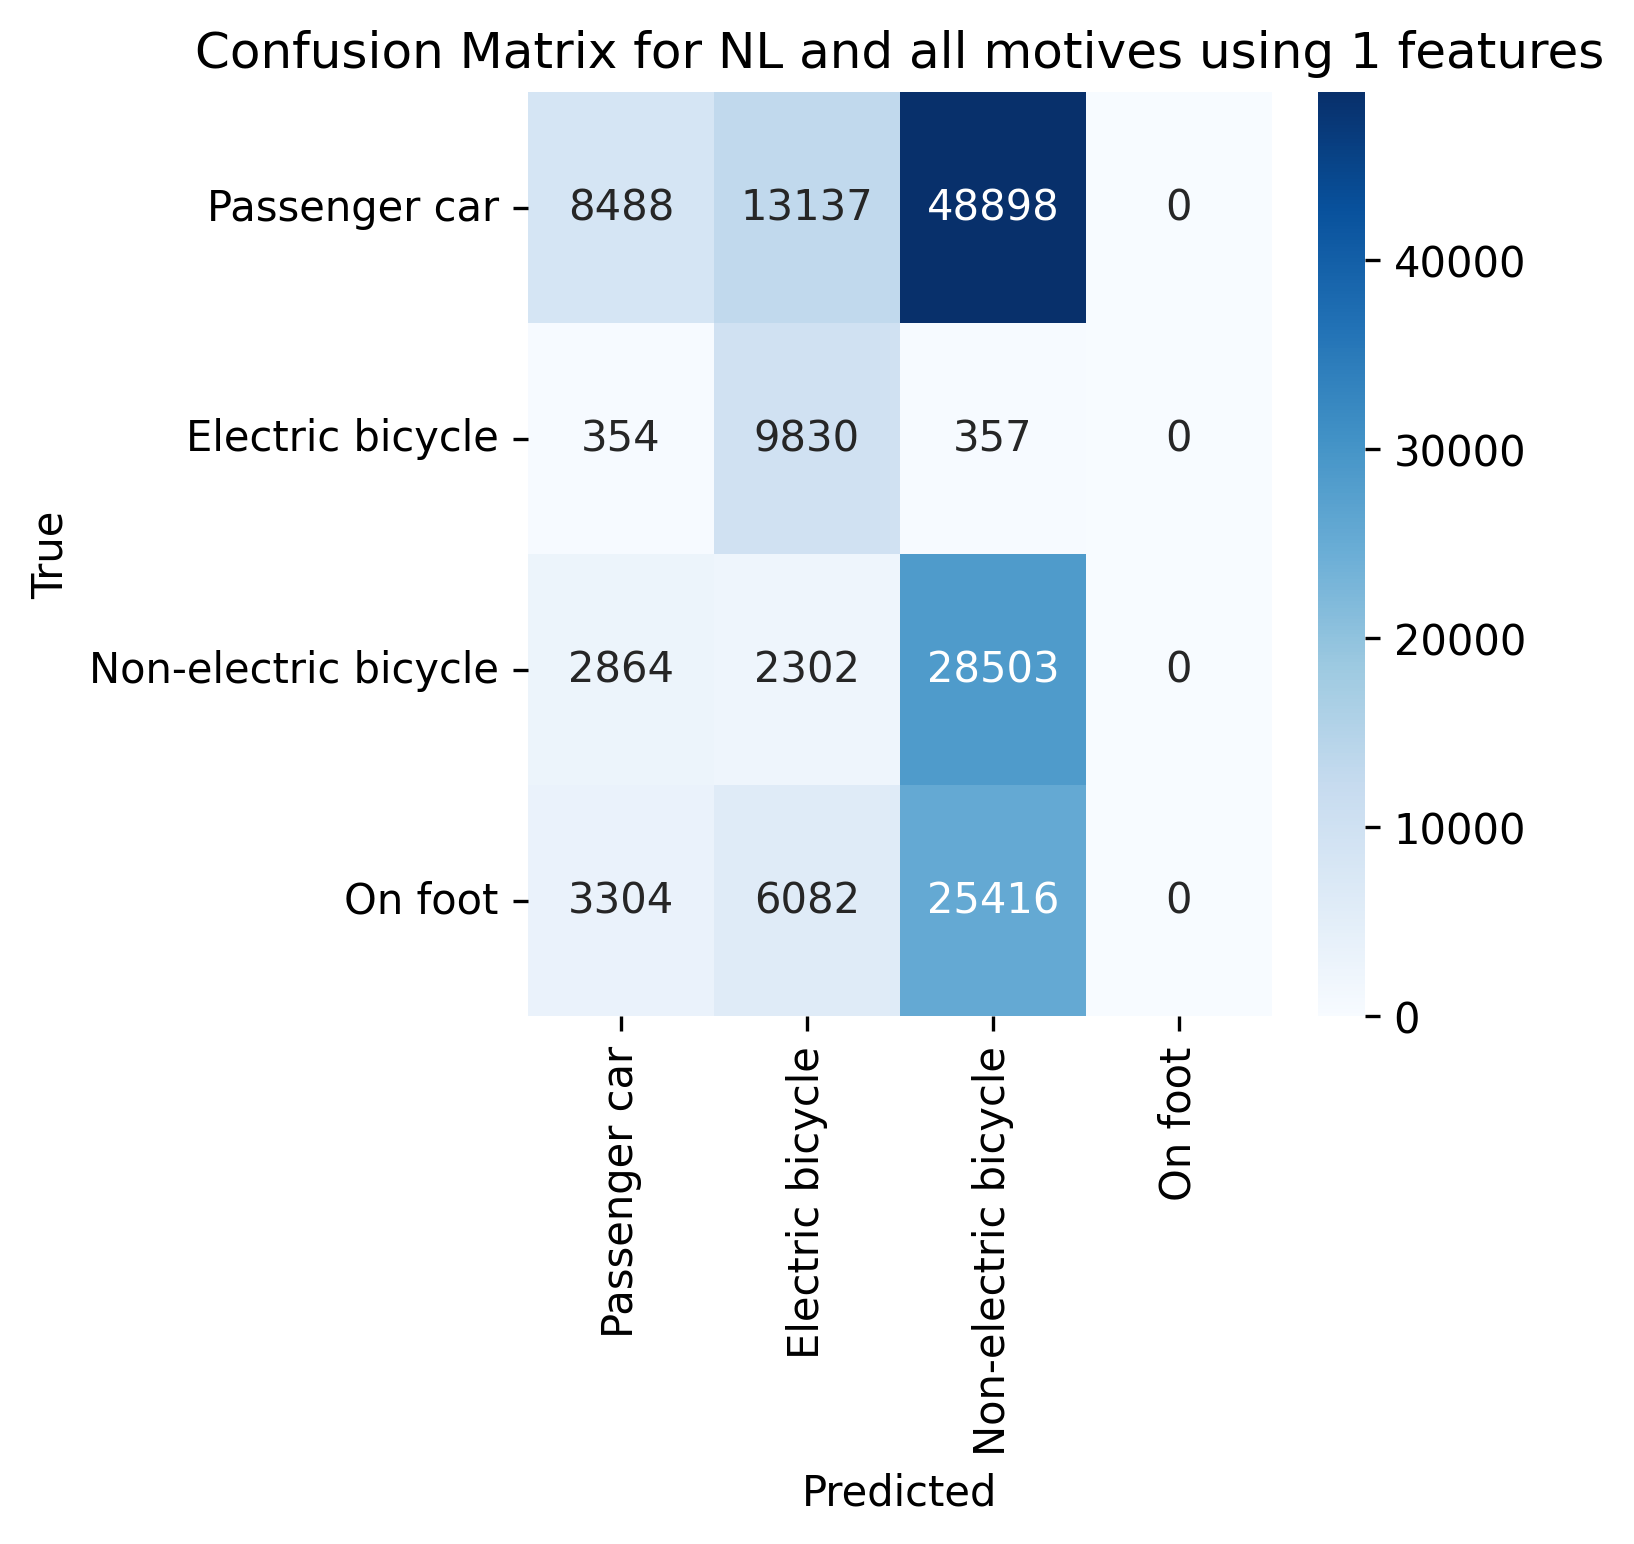 Confusion Matrix for NL and all motives using 1 features
True
Passenger car
8488 13137 48898 0
Electric bicycle
354 9830 357 0
Non-electric bicycle
2864 2302 28503 0
On foot
3304 6082 25416 0
Passenger car
Electric bicycle
Non-electric bicycle
On foot
Predicted
40000
30000
20000
10000
0